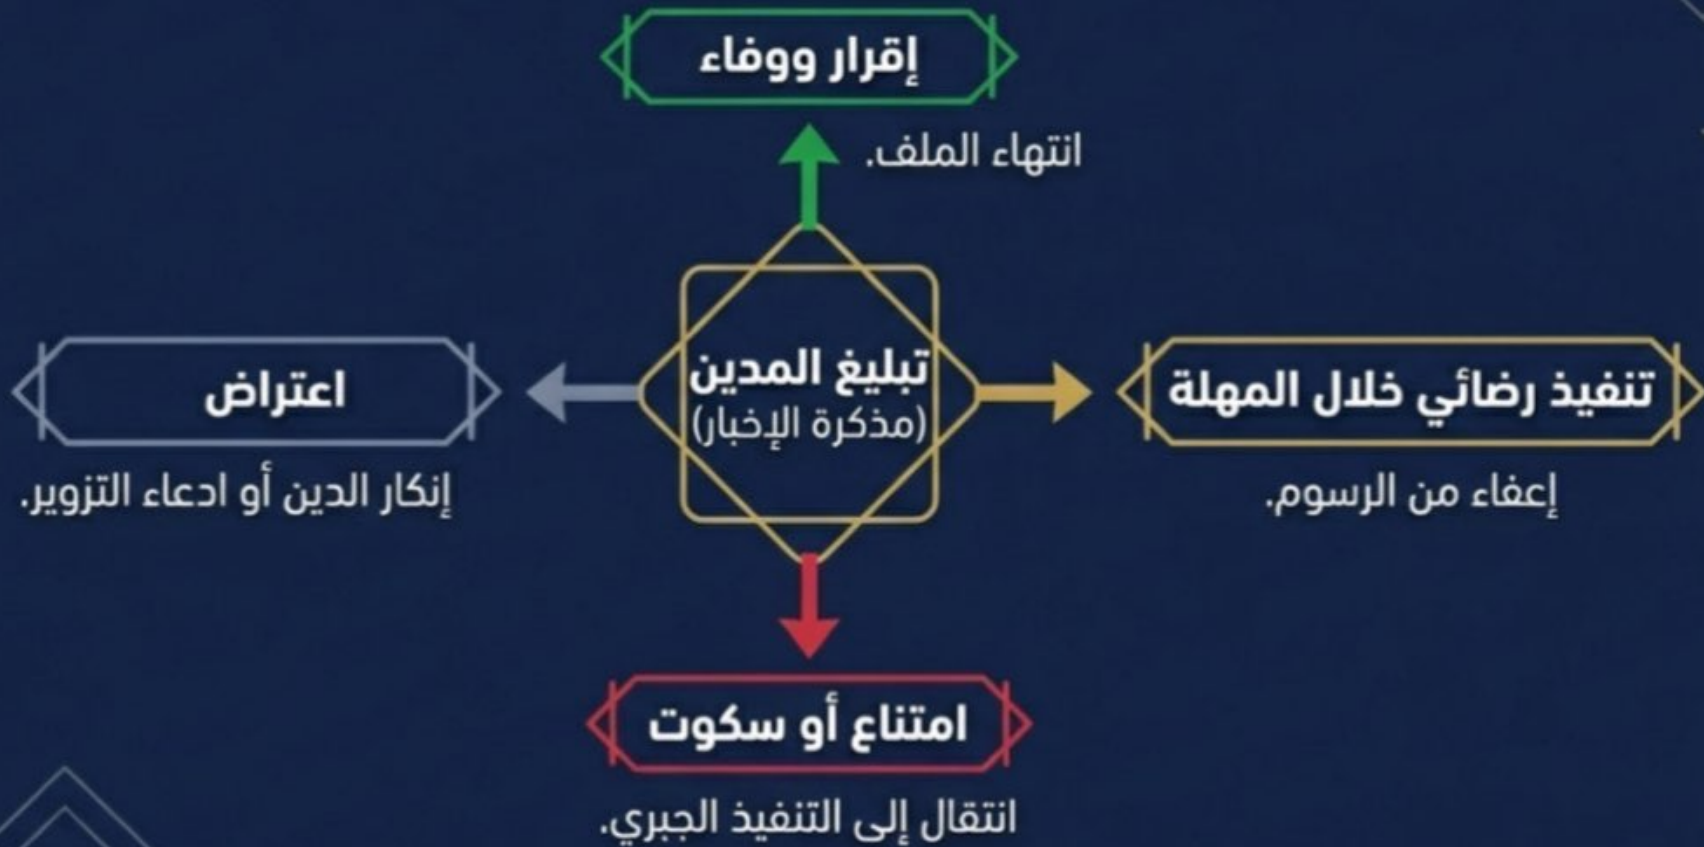 إقرار ووفاء
انتهاء الملف.
تبليغ المدين
(مذكرة الإخبار)
تنفيذ رضائي خلال المهلة
إعفاء من الرسوم.
اعتراض
إنكار الدين أو ادعاء التزوير.
امتناع أو سكوت
انتقال إلى التنفيذ الجبري.